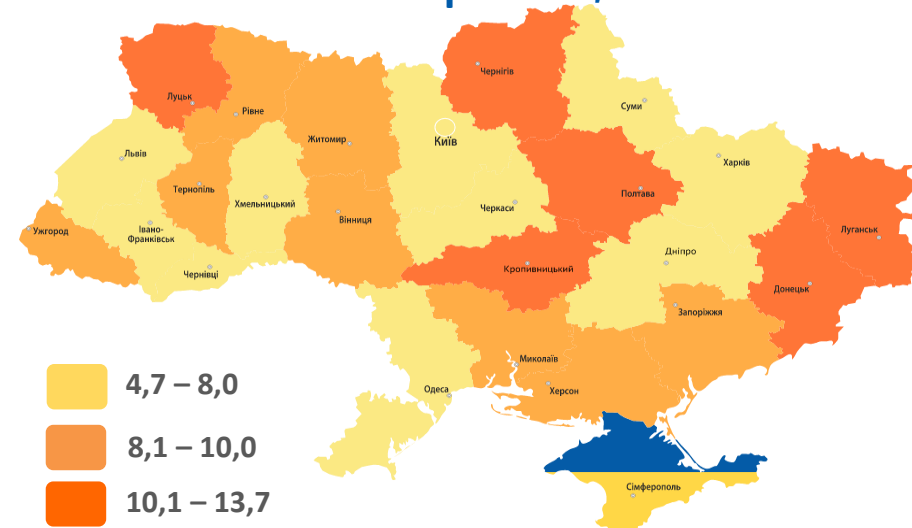 Чернігів
Луцьк
Суми
Рівне
Житомир
Київ
Львів
Харків
Тернопіль
Полтава
Хмельницький
Черкаси
Вінниця
Ужгород
Івано-
Франківськ
Луганськ
Дніпро
Чернівці
Кропивницький
Донецьк
Запоріжжя
Миколаїв
4,7 – 8,0
Одеса
Херсон
8,1 – 10,0
Сімферополь
10,1 – 13,7